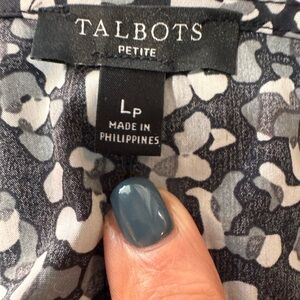 TALBOTS
PETITE
LP
MADE IN
PHILIPPINES